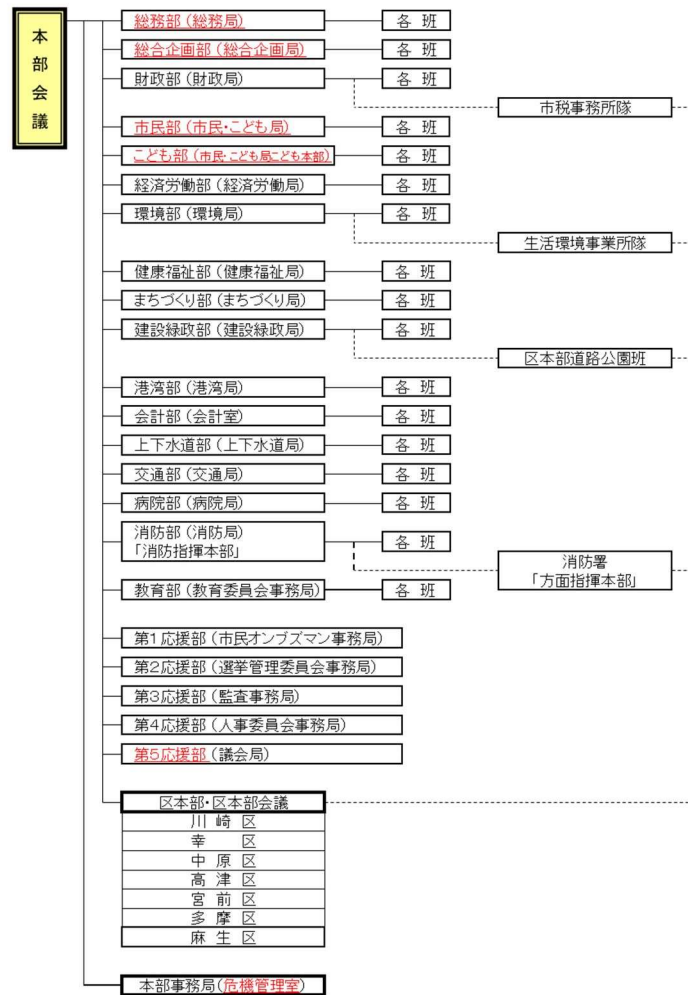 本部会議
総務部(総務局) 各 班
総合企画部(総合企画局) 各 班
財政部(財政局) 各 班
市税事務所隊
市民部(市民・こども局) 各 班
こども部(市民・こども局こども本部) 各 班
経済労働部(経済労働局) 各 班
環境部(環境局) 各 班
生活環境事業所隊
健康福祉部(健康福祉局) 各 班
まちづくり部(まちづくり局) 各 班
建設緑政部(建設緑政局) 各 班
区本部道路公園班
港湾部(港湾局) 各 班
会計部(会計室) 各 班
上下水道部(上下水道局) 各 班
交通部(交通局) 各 班
病院部(病院局) 各 班
消防部(消防局)
「消防指揮本部」 各 班
消防署
「方面指揮本部」
教育部(教育委員会事務局) 各 班
第1応援部(市民オンブズマン事務局)
第2応援部(選挙管理委員会事務局)
第3応援部(監査事務局)
第4応援部(人事委員会事務局)
第5応援部(議会局)
区本部・区本部会議
川 崎 区
幸 区
中 原 区
高 津 区
宮 前 区
多 摩 区
麻 生 区
本部事務局(危機管理室)